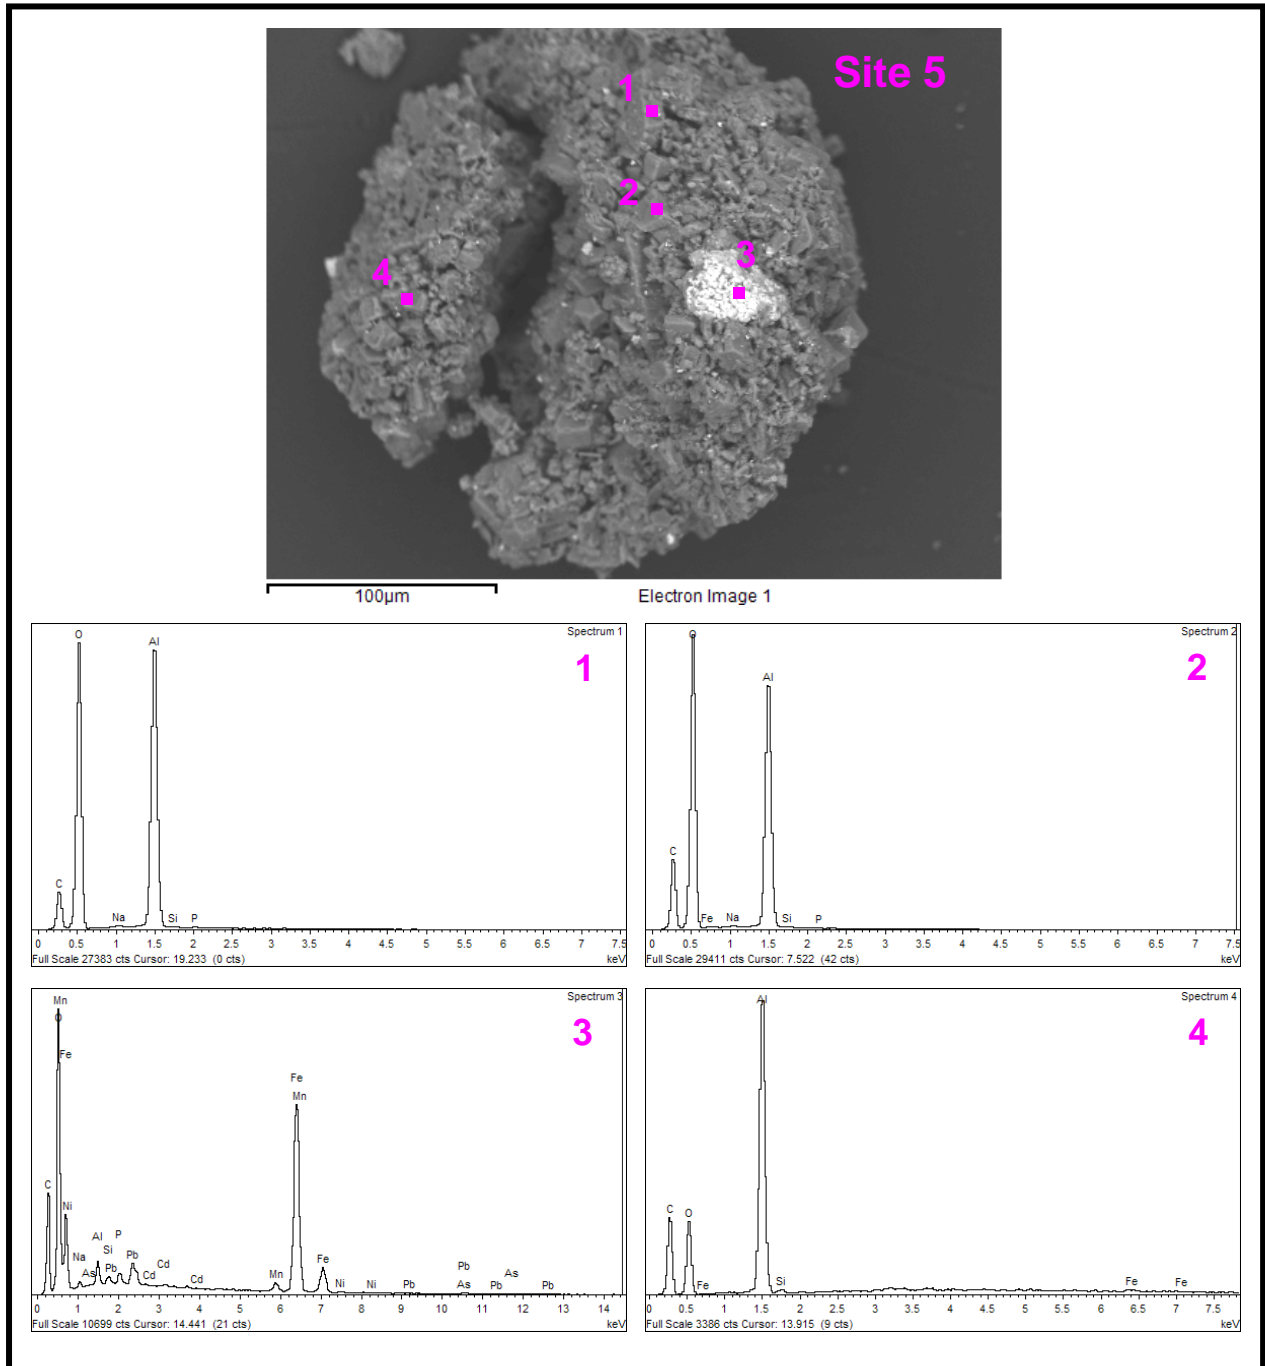 Site 5
1
2
3
4
100µm
Electron Image 1
Spectrum 1
1
O
Al
C
Na
Si
P
0 0.5 1 1.5 2 2.5 3 3.5 4 4.5 5 5.5 6 6.5 7 7.5
Full Scale 27383 cts Cursor: 19.233 (0 cts)
keV
Spectrum 2
2
O
Al
C
Fe
Na
Si
P
0 0.5 1 1.5 2 2.5 3 3.5 4 4.5 5 5.5 6 6.5 7 7.5
Full Scale 29411 cts Cursor: 7.522 (42 cts)
keV
Spectrum 3
3
Mn
O
Fe
Fe
Mn
C
Ni
Al
P
Si
Na
As
Pb
Pb
Cd
Cd
Cd
Mn
Fe
Ni
Ni
Pb
Pb
As
As
Pb
Pb
0 1 2 3 4 5 6 7 8 9 10 11 12 13 14
Full Scale 10699 cts Cursor: 14.441 (21 cts)
keV
Spectrum 4
4
Al
C
O
Fe
Si
Fe
Fe
0 0.5 1 1.5 2 2.5 3 3.5 4 4.5 5 5.5 6 6.5 7 7.5
Full Scale 3386 cts Cursor: 13.915 (9 cts)
keV